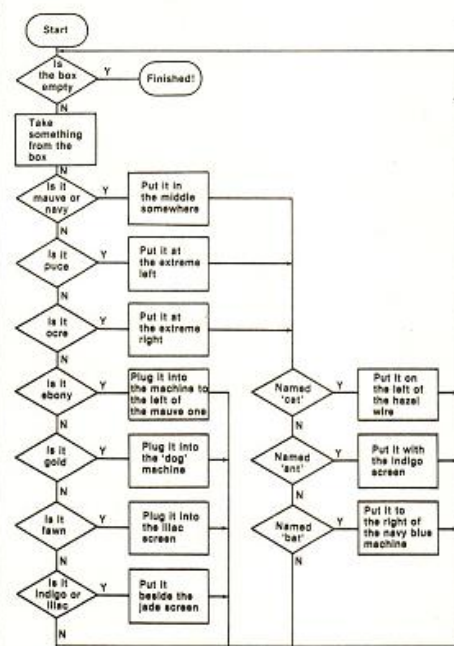 Start
Is
the box
empty
Y
Finished!
N
Take
something
from the
box
N
Is it
mauve or
navy
Y
Put it in
the middle
somewhere
N
Is it
puce
Y
Put it at
the extreme
left
N
Is it
ocre
Y
Put it at
the extreme
right
N
Is it
ebony
Y
Plug it into
the machine to
the left of
the mauve one
N
Is it
gold
Y
Plug it into
the 'dog'
machine
N
Is it
fawn
Y
Plug it into
the lilac
screen
N
Is it
indigo or
lilac
Y
Put it
beside the
jade screen
N
Named
'cat'
Y
Put it on
the left of
the hazel
wire
N
Named
'ant'
Y
Put it with
the indigo
screen
N
Named
'bat'
Y
Put it to
the right of
the navy blue
machine
N